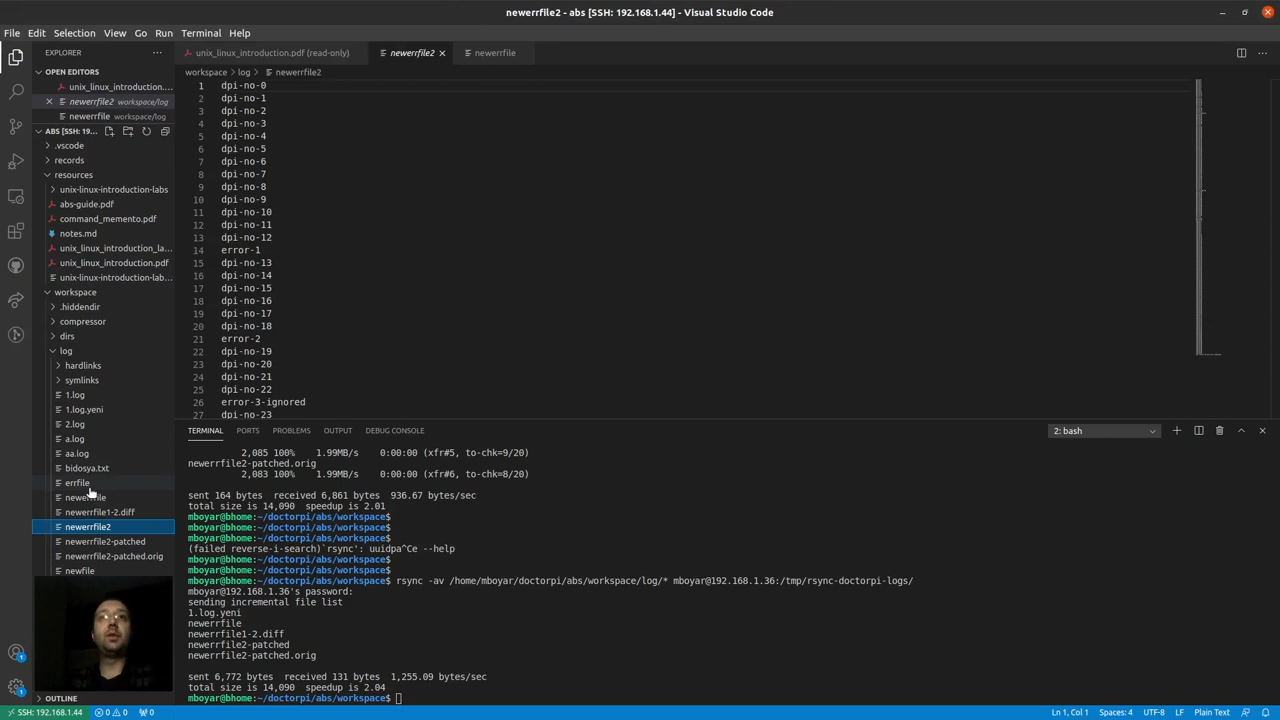 newerrfile2 - abs [SSH: 192.168.1.44] - Visual Studio Code
File Edit Selection View Go Run Terminal Help
EXPLORER
OPEN EDITORS
unix_linux_introduction....
newerrfile2 workspace/log
newerrfile workspace/log
ABS [SSH: 19...
.vscode
records
resources
unix-linux-introduction-labs
abs-guide.pdf
command_memento.pdf
notes.md
unix_linux_introduction_la...
unix_linux_introduction.pdf
unix-linux-introduction-lab...
workspace
.hiddendir
compressor
dirs
log
hardlinks
symlinks
1.log
1.log.yeni
2.log
a.log
aa.log
bidosya.txt
errfile
newerrfile
newerrfile1-2.diff
newerrfile2
newerrfile2-patched
newerrfile2-patched.orig
newfile
OUTLINE
unix_linux_introduction.pdf (read-only) newerrfile2 newerrfile
workspace log newerrfile2
1 dpi-no-0
2 dpi-no-1
3 dpi-no-2
4 dpi-no-3
5 dpi-no-4
6 dpi-no-5
7 dpi-no-6
8 dpi-no-7
9 dpi-no-8
10 dpi-no-9
11 dpi-no-10
12 dpi-no-11
13 dpi-no-12
14 error-1
15 dpi-no-13
16 dpi-no-14
17 dpi-no-15
18 dpi-no-16
19 dpi-no-17
20 dpi-no-18
21 error-2
22 dpi-no-19
23 dpi-no-20
24 dpi-no-21
25 dpi-no-22
26 error-3-ignored
27 dpi-no-23
TERMINAL PORTS PROBLEMS OUTPUT DEBUG CONSOLE 2: bash
2,085 100% 1.99MB/s 0:00:00 (xfr#5, to-chk=9/20)
newerrfile2-patched.orig
2,083 100% 1.99MB/s 0:00:00 (xfr#6, to-chk=8/20)
sent 164 bytes received 6,861 bytes 936.67 bytes/sec
total size is 14,090 speedup is 2.01
mboyar@bhome:~/doctorpi/abs/workspace$
mboyar@bhome:~/doctorpi/abs/workspace$
(failed reverse-i-search)`rsync': uuidpa^Ce --help
mboyar@bhome:~/doctorpi/abs/workspace$
mboyar@bhome:~/doctorpi/abs/workspace$
mboyar@bhome:~/doctorpi/abs/workspace$ rsync -av /home/mboyar/doctorpi/abs/workspace/log/* mboyar@192.168.1.36:/tmp/rsync-doctorpi-logs/
mboyar@192.168.1.36's password:
sending incremental file list
1.log.yeni
newerrfile
newerrfile1-2.diff
newerrfile2-patched
newerrfile2-patched.orig
sent 6,772 bytes received 131 bytes 1,255.09 bytes/sec
total size is 14,090 speedup is 2.04
mboyar@bhome:~/doctorpi/abs/workspace$
SSH: 192.168.1.44 0 0 0 Ln 1, Col 1 Spaces: 4 UTF-8 LF Plain Text